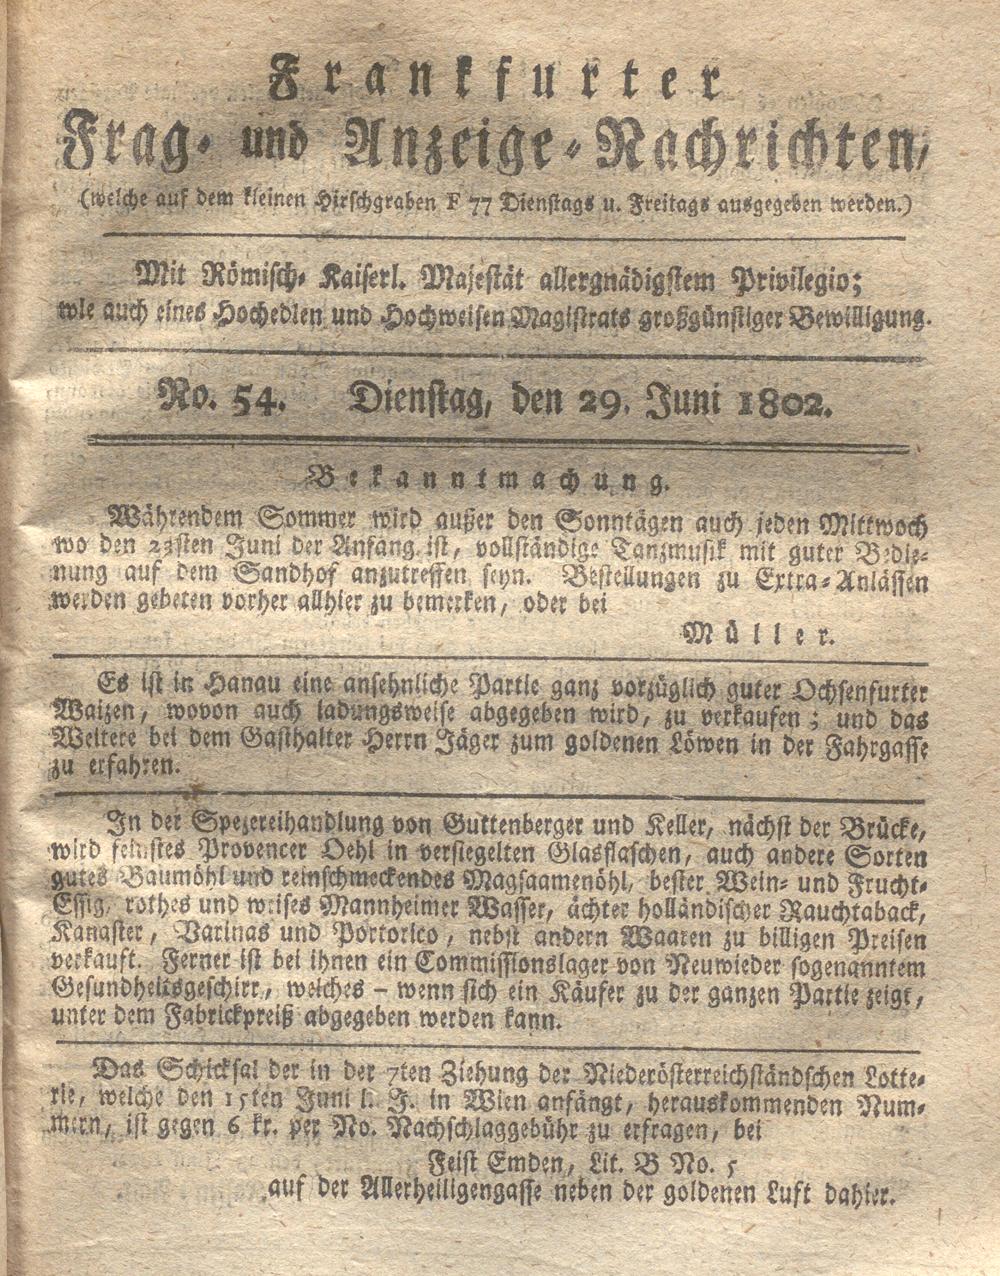 Frankfurter
Frag- und Anzeige-Nachrichten,
(welche auf dem kleinen Hirschgraben F 77 Dienstags u. Freitags ausgegeben werden.)
Mit Römisch- Kaiserl. Majestät allergnädigstem Privilegio;
wie auch eines Hochedlen und Hochweisen Magistrats großgünstiger Bewilligung.
No. 54. Dienstag, den 29. Juni 1802.
Bekanntmachung.
Währendem Sommer wird außer den Sonntägen auch jeden Mittwoch
wo den 23sten Juni der Anfang ist, vollständige Tanzmusik mit guter Bedie-
nung auf dem Sandhof anzutreffen seyn. Bestellungen zu Extra-Anlässen
werden gebeten vorher allhier zu bemerken, oder bei
Müller.
Es ist in Hanau eine ansehnliche Partie ganz vorzüglich guter Ochsenfurter
Waizen, wovon auch ladungsweise abgegeben wird, zu verkaufen; und das
Weitere bei dem Gasthalter Herrn Jäger zum goldenen Löwen in der Fahrgasse
zu erfahren.
In der Spezereihandlung von Guttenberger und Keller, nächst der Brücke,
wird feinstes Provencer Oehl in versiegelten Glasflaschen, auch andere Sorten
gutes Baumöhl und reinschmeckendes Magsaamenöhl, bester Wein- und Frucht-
Essig, rothes und weises Mannheimer Wasser, ächter holländischer Rauchtaback,
Kanaster, Varinas und Portorico, nebst andern Waaren zu billigen Preisen
verkauft. Ferner ist bei ihnen ein Commissionslager von Neuwieder sogenanntem
Gesundheitsgeschirr, welches – wenn sich ein Käufer zu der ganzen Partie zeigt,
unter dem Fabrickpreiß abgegeben werden kann.
Das Schicksal der in der 7ten Ziehung der Niederösterreichständschen Lotte-
rie, welche den 15ten Juni l. J. in Wien anfängt, herauskommenden Num-
mern, ist gegen 6 kr. per No. Nachschlaggebühr zu erfragen, bei
Feist Emden, Lit. B No. 5
auf der Allerheiligengasse neben der goldenen Luft dahier.